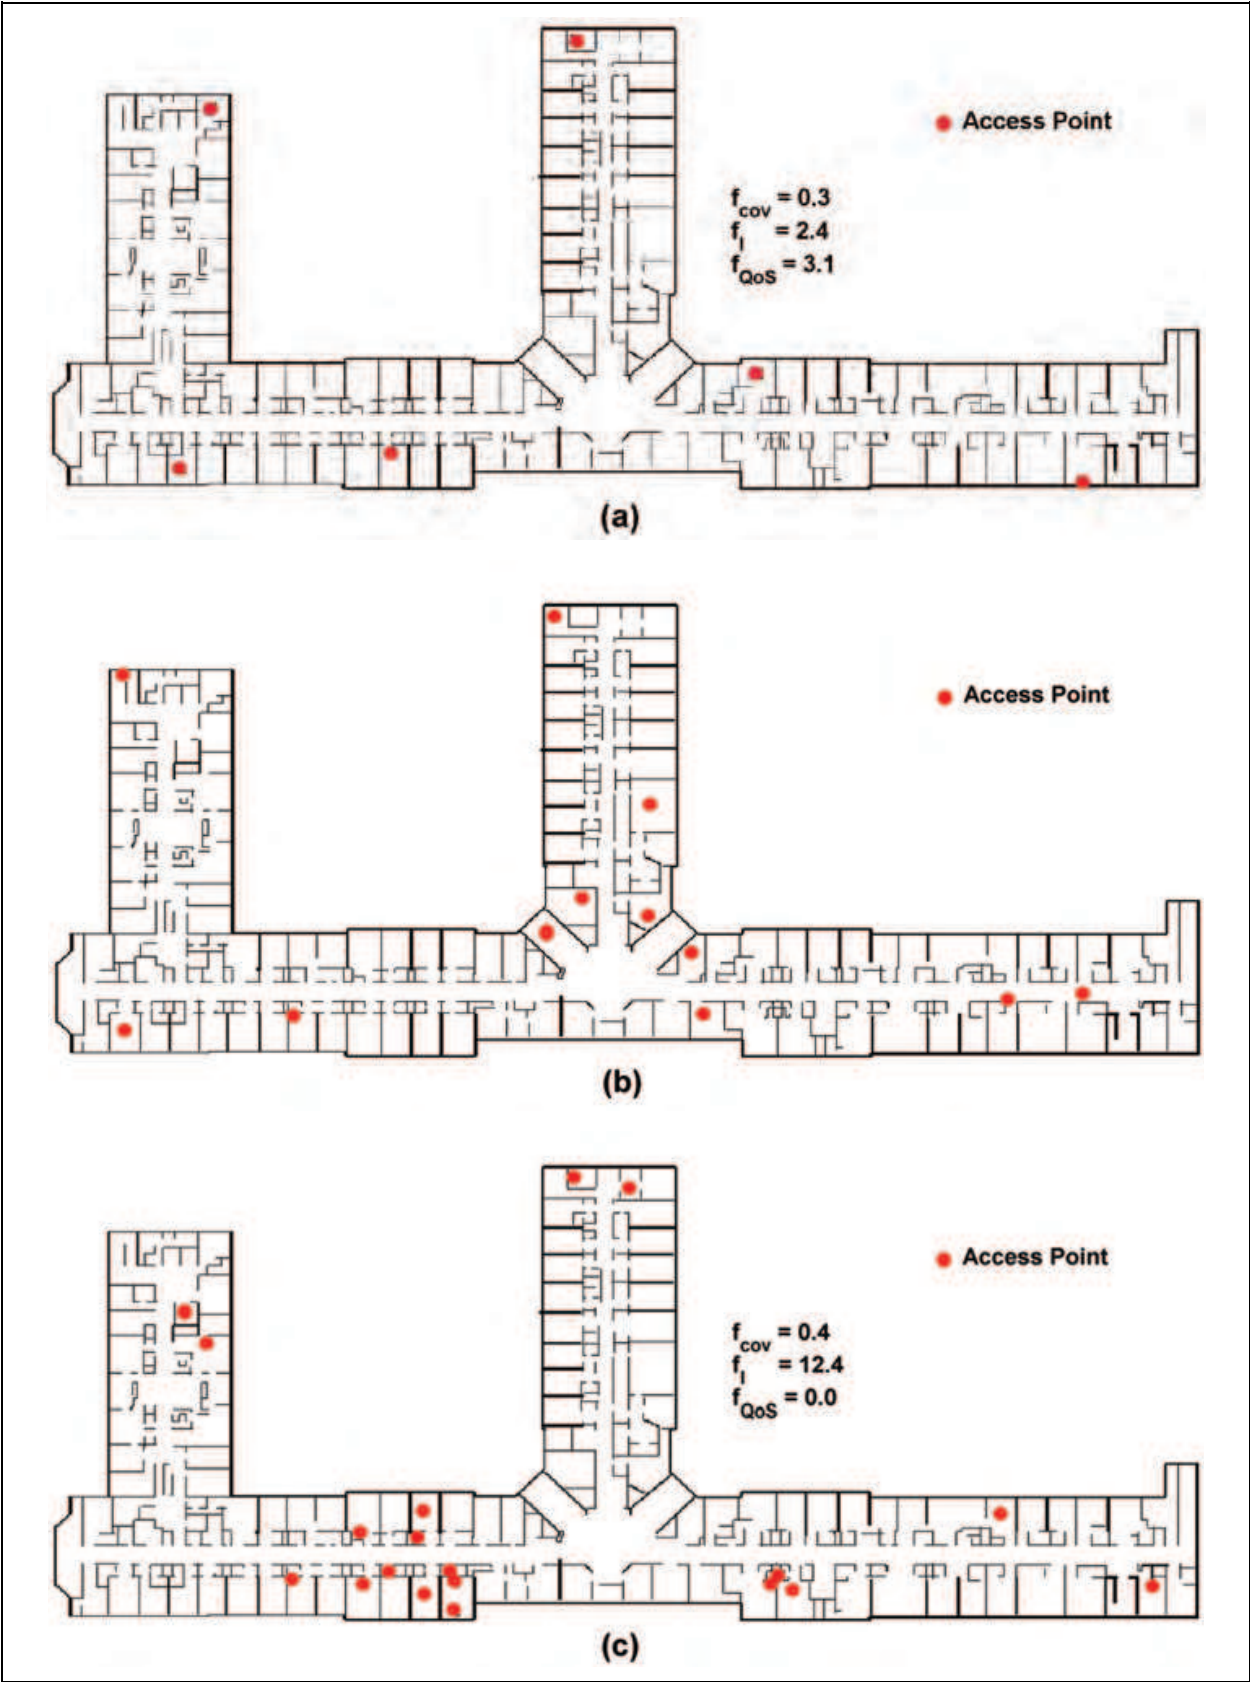 Access Point
fcov = 0.3
fI = 2.4
fQoS = 3.1
(a)
Access Point
(b)
Access Point
fcov = 0.4
fI = 12.4
fQoS = 0.0
(c)